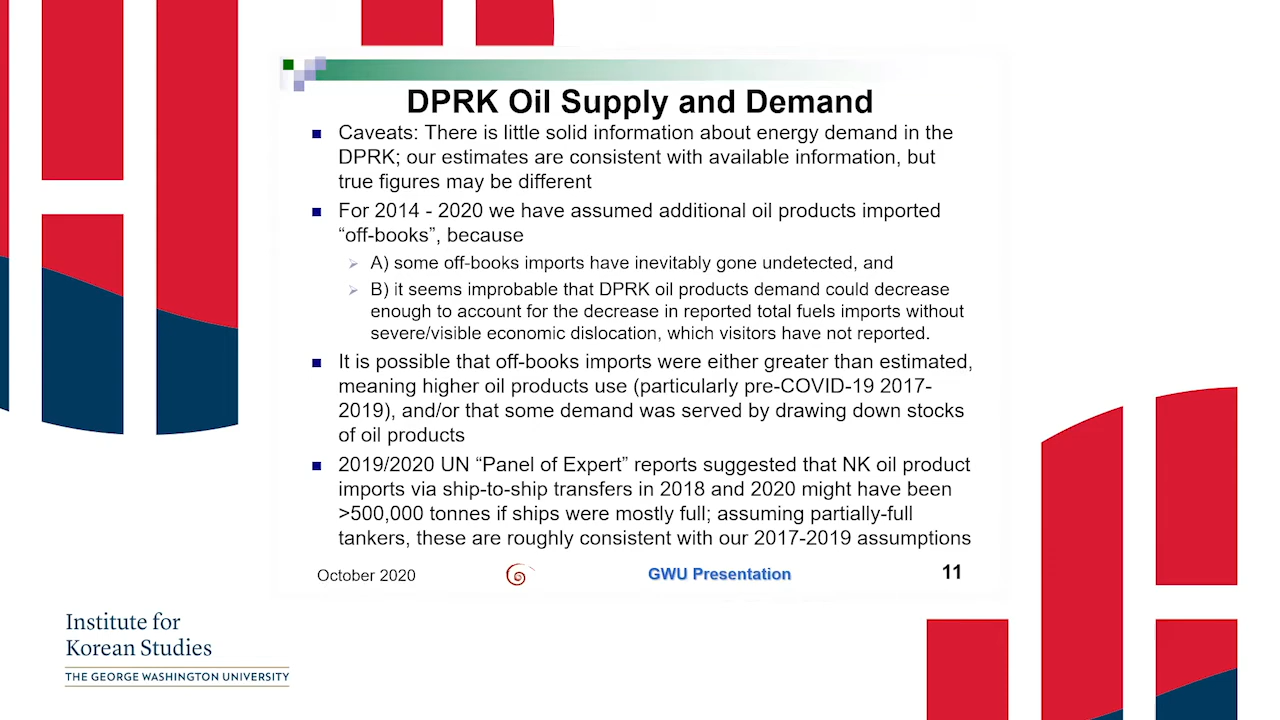 DPRK Oil Supply and Demand
Caveats: There is little solid information about energy demand in the
DPRK; our estimates are consistent with available information, but
true figures may be different
For 2014 - 2020 we have assumed additional oil products imported
“off-books”, because
A) some off-books imports have inevitably gone undetected, and
B) it seems improbable that DPRK oil products demand could decrease
enough to account for the decrease in reported total fuels imports without
severe/visible economic dislocation, which visitors have not reported.
It is possible that off-books imports were either greater than estimated,
meaning higher oil products use (particularly pre-COVID-19 2017-
2019), and/or that some demand was served by drawing down stocks
of oil products
2019/2020 UN “Panel of Expert” reports suggested that NK oil product
imports via ship-to-ship transfers in 2018 and 2020 might have been
>500,000 tonnes if ships were mostly full; assuming partially-full
tankers, these are roughly consistent with our 2017-2019 assumptions
October 2020
GWU Presentation
11
Institute for
Korean Studies
THE GEORGE WASHINGTON UNIVERSITY